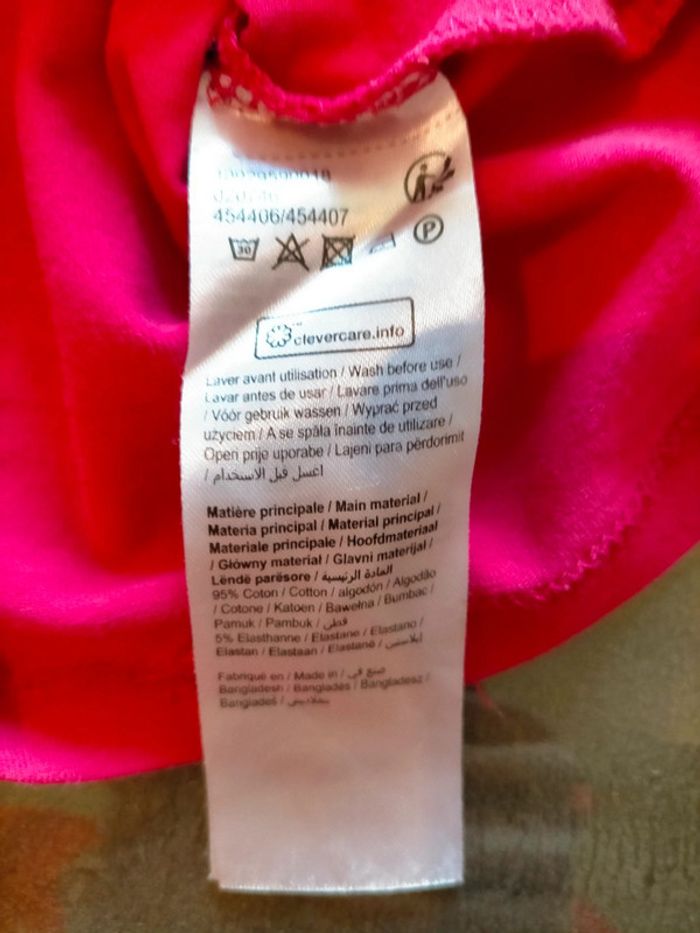 454406/454407
30
P
clevercare.info
Laver avant utilisation / Wash before use /
Lavar antes de usar / Lavare prima dell'uso
/ Vóór gebruik wassen / Wyprać przed
użyciem / A se spăla înainte de utilizare /
Operi prije uporabe / Lajeni para përdorimit
/ اغسل قبل الاستخدام
Matière principale / Main material /
Materia principal / Material principal /
Materiale principale / Hoofdmateriaal
/ Główny material / Glavni materijal /
Lëndë parësore / المادة الرئيسية
95% Coton / Cotton / algodón / Algodão
/ Cotone / Katoen / Bawełna / Bumbac /
Pamuk / Pambuk / قطن
5% Elasthanne / Elastane / Elastano /
Elastan / Elastaan / Elastanë / إيلاستين
Fabriqué en / Made in / صنع في
Bangladesh / Bangladeş / Bangladesz /
Bangladeš / بنغلاديش